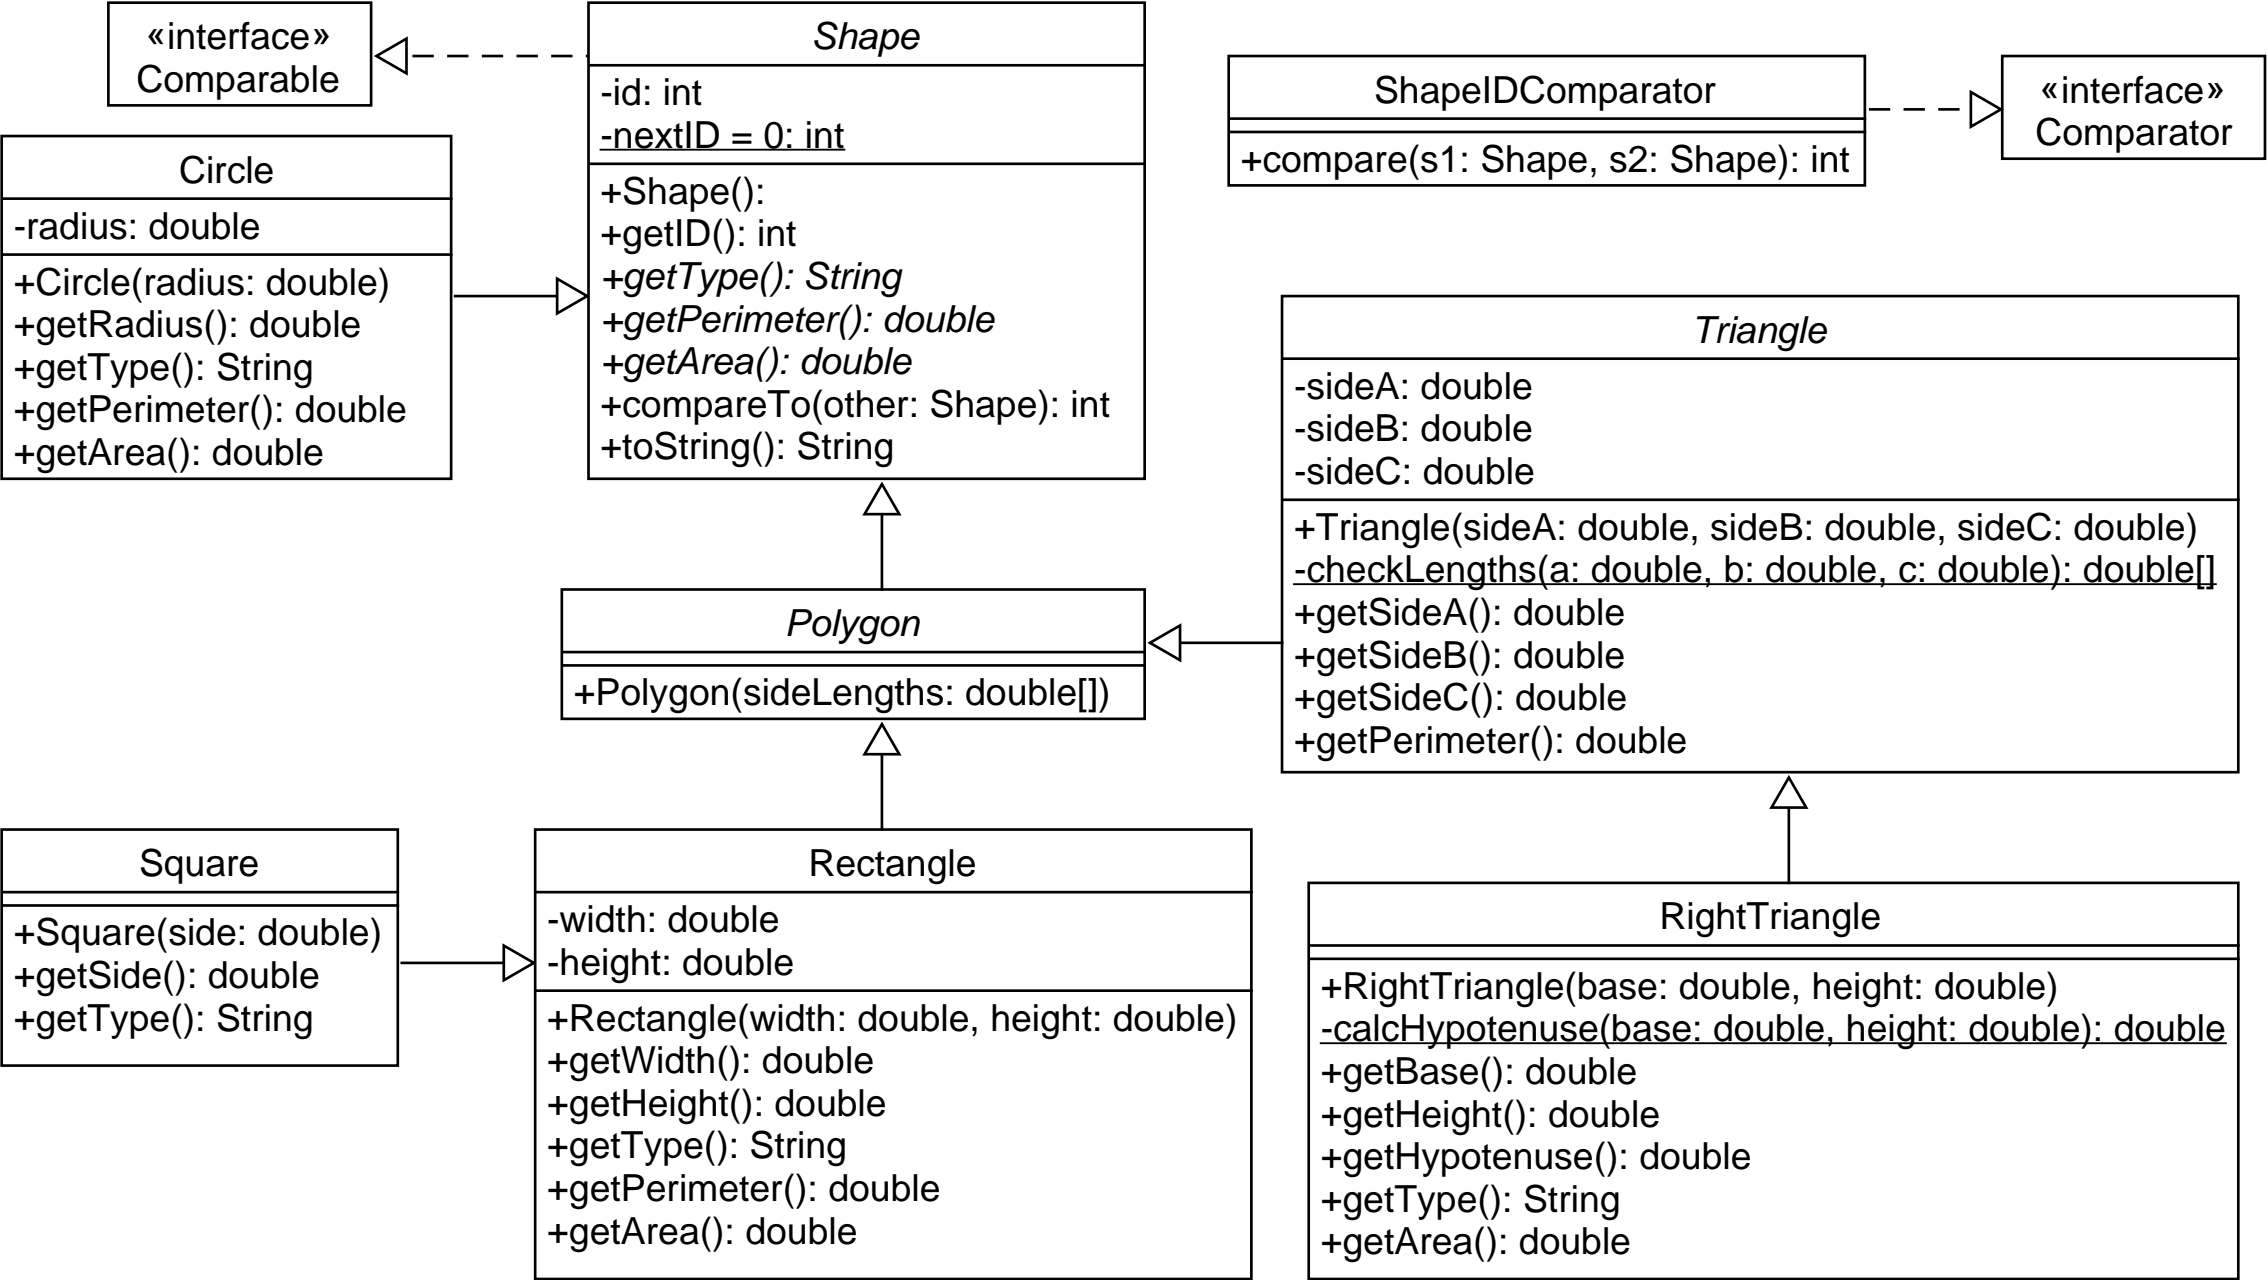 «interface»
Comparable
Shape
-id: int
-nextID = 0: int
+Shape():
+getID(): int
+getType(): String
+getPerimeter(): double
+getArea(): double
+compareTo(other: Shape): int
+toString(): String
ShapeIDComparator
+compare(s1: Shape, s2: Shape): int
«interface»
Comparator
Circle
-radius: double
+Circle(radius: double)
+getRadius(): double
+getType(): String
+getPerimeter(): double
+getArea(): double
Triangle
-sideA: double
-sideB: double
-sideC: double
+Triangle(sideA: double, sideB: double, sideC: double)
-checkLengths(a: double, b: double, c: double): double[]
+getSideA(): double
+getSideB(): double
+getSideC(): double
+getPerimeter(): double
Polygon
+Polygon(sideLengths: double[])
Square
+Square(side: double)
+getSide(): double
+getType(): String
Rectangle
-width: double
-height: double
+Rectangle(width: double, height: double)
+getWidth(): double
+getHeight(): double
+getType(): String
+getPerimeter(): double
+getArea(): double
RightTriangle
+RightTriangle(base: double, height: double)
-calcHypotenuse(base: double, height: double): double
+getBase(): double
+getHeight(): double
+getHypotenuse(): double
+getType(): String
+getArea(): double